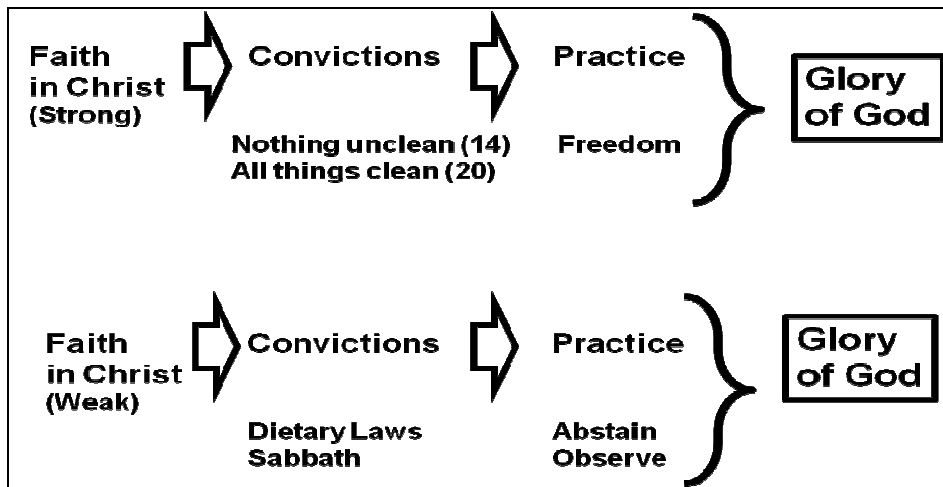 Faith
in Christ
(Strong)
Convictions
Nothing unclean (14)
All things clean (20)
Practice
Freedom
Glory
of God
Faith
in Christ
(Weak)
Convictions
Dietary Laws
Sabbath
Practice
Abstain
Observe
Glory
of God